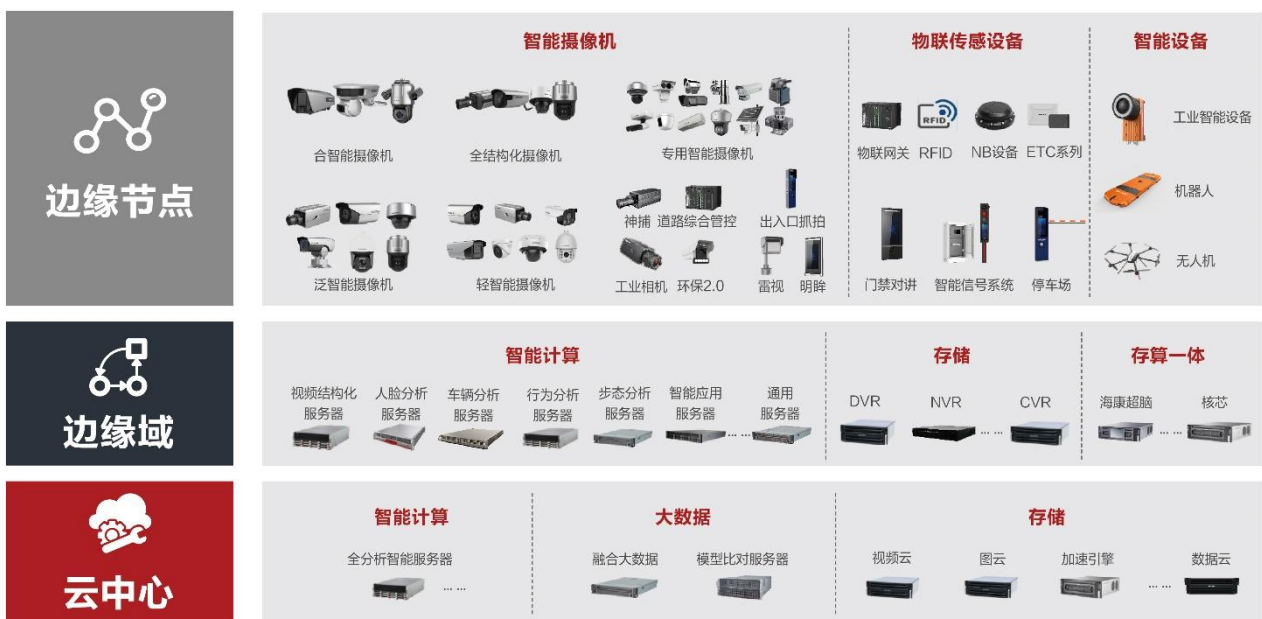 边缘节点
智能摄像机
合智能摄像机
全结构化摄像机
专用智能摄像机
泛智能摄像机
轻智能摄像机
神捕 道路综合管控 出入口抓拍
工业相机 环保2.0 雷视 明眸
物联传感设备
RFID
物联网关 RFID NB设备 ETC系列
门禁对讲 智能信号系统 停车场
智能设备
工业智能设备
机器人
无人机
边缘域
智能计算
视频结构化
服务器
人脸分析
服务器
车辆分析
服务器
行为分析
服务器
步态分析
服务器
智能应用
服务器
... ...
通用
服务器
存储
DVR NVR ... ... CVR
存算一体
海康超脑 ... ... 核芯
云中心
智能计算
全分析智能服务器
... ...
大数据
融合大数据 模型比对服务器
存储
视频云 图云 加速引擎 ... ... 数据云